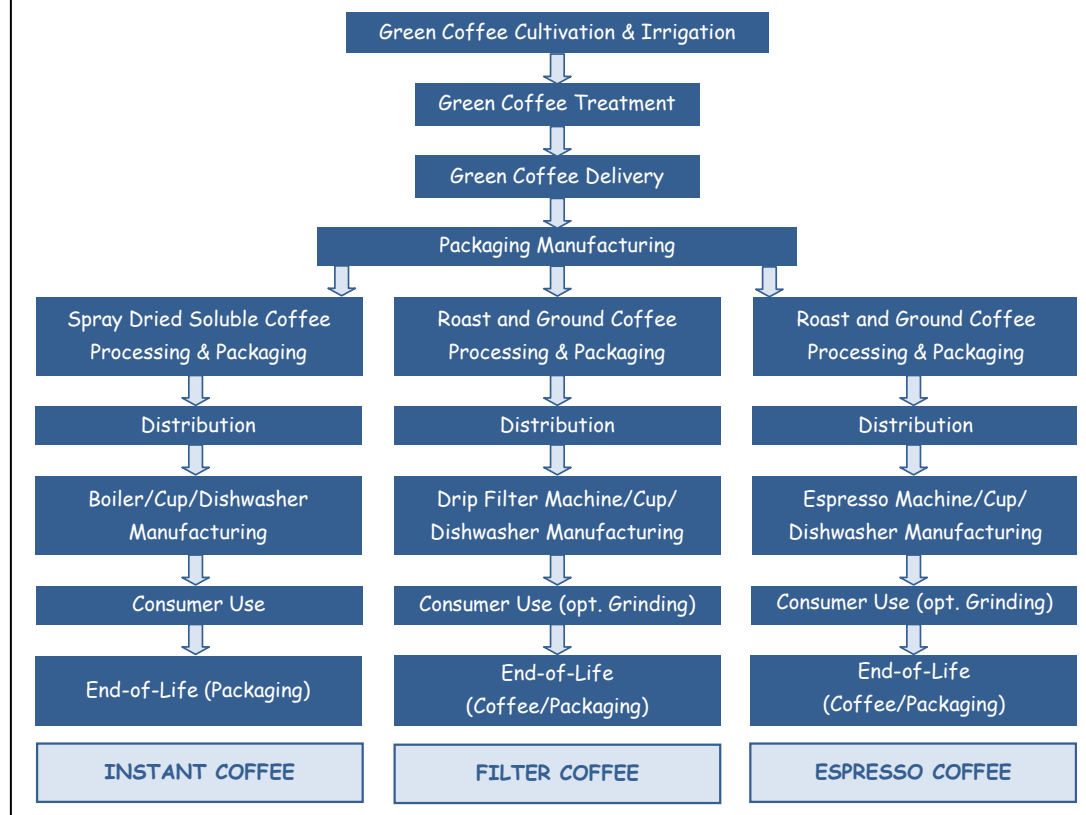 Green Coffee Cultivation & Irrigation
Green Coffee Treatment
Green Coffee Delivery
Packaging Manufacturing
Spray Dried Soluble Coffee
Processing & Packaging
Roast and Ground Coffee
Processing & Packaging
Roast and Ground Coffee
Processing & Packaging
Distribution
Distribution
Distribution
Boiler/Cup/Dishwasher
Manufacturing
Drip Filter Machine/Cup/
Dishwasher Manufacturing
Espresso Machine/Cup/
Dishwasher Manufacturing
Consumer Use
Consumer Use (opt. Grinding)
Consumer Use (opt. Grinding)
End-of-Life (Packaging)
End-of-Life
(Coffee/Packaging)
End-of-Life
(Coffee/Packaging)
INSTANT COFFEE
FILTER COFFEE
ESPRESSO COFFEE